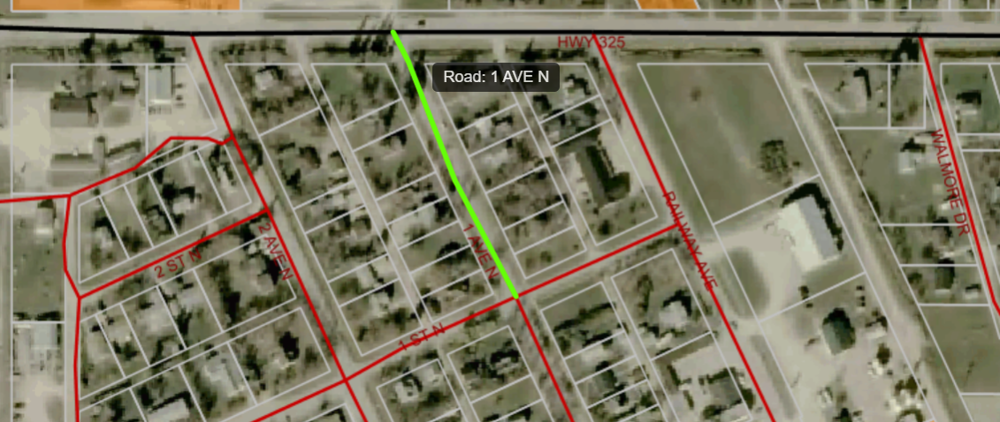 HWY 325
Road: 1 AVE N
WALMORE DR
RAILWAY AVE
2 AVE N
1 AVE N
2 ST N
1 ST N